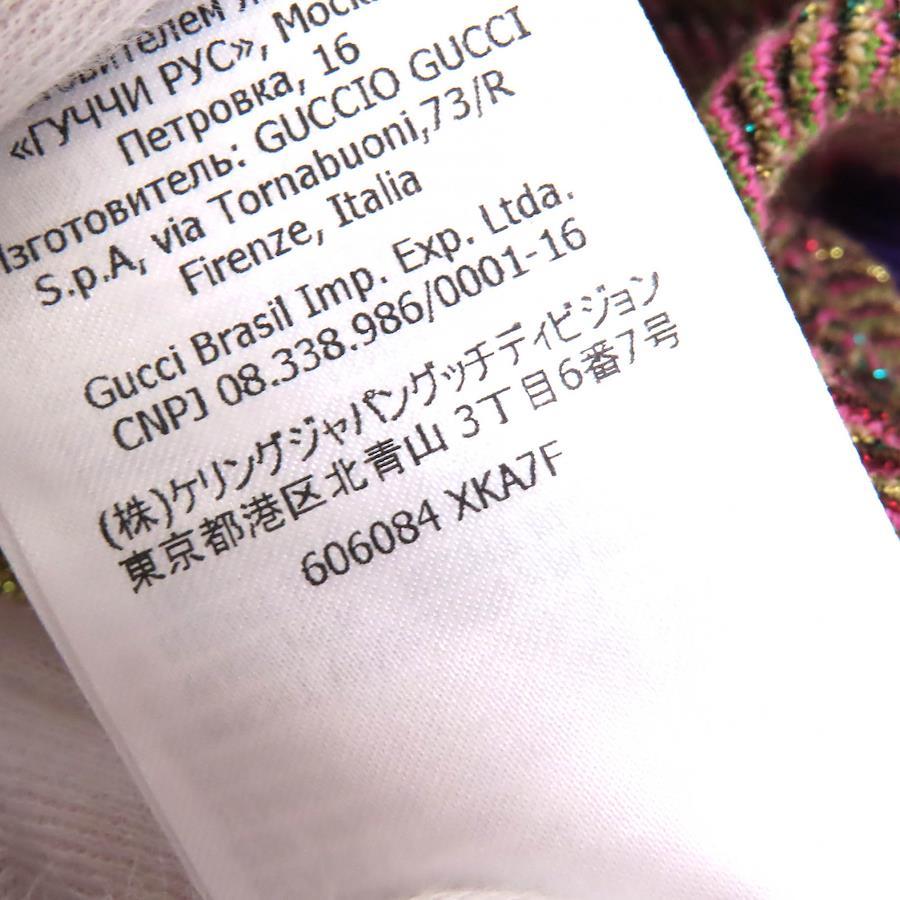 «ГУЧЧИ РУС», Моск
Петровка, 16
Изготовитель: GUCCIO GUCCI
S.p.A, via Tornabuoni,73/R
Firenze, Italia
Gucci Brasil Imp. Exp. Ltda.
CNPJ 08.338.986/0001-16
(株)ケリングジャパングッチディビジョン
東京都港区北青山 3丁目6番7号
606084 XKA7F